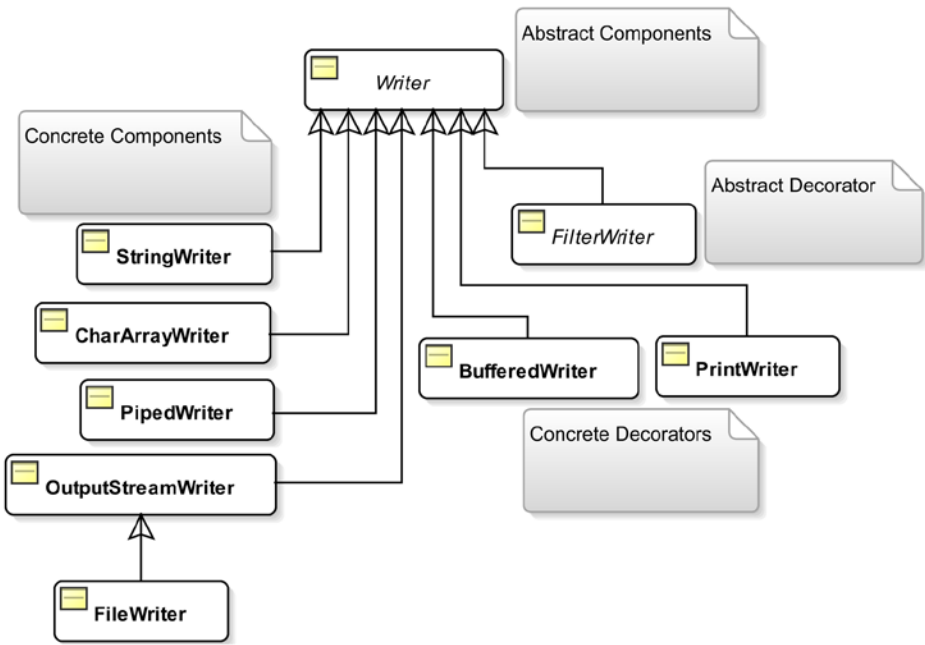 Abstract Components
Writer
Concrete Components
Abstract Decorator
FilterWriter
StringWriter
CharArrayWriter
BufferedWriter
PrintWriter
PipedWriter
Concrete Decorators
OutputStreamWriter
FileWriter